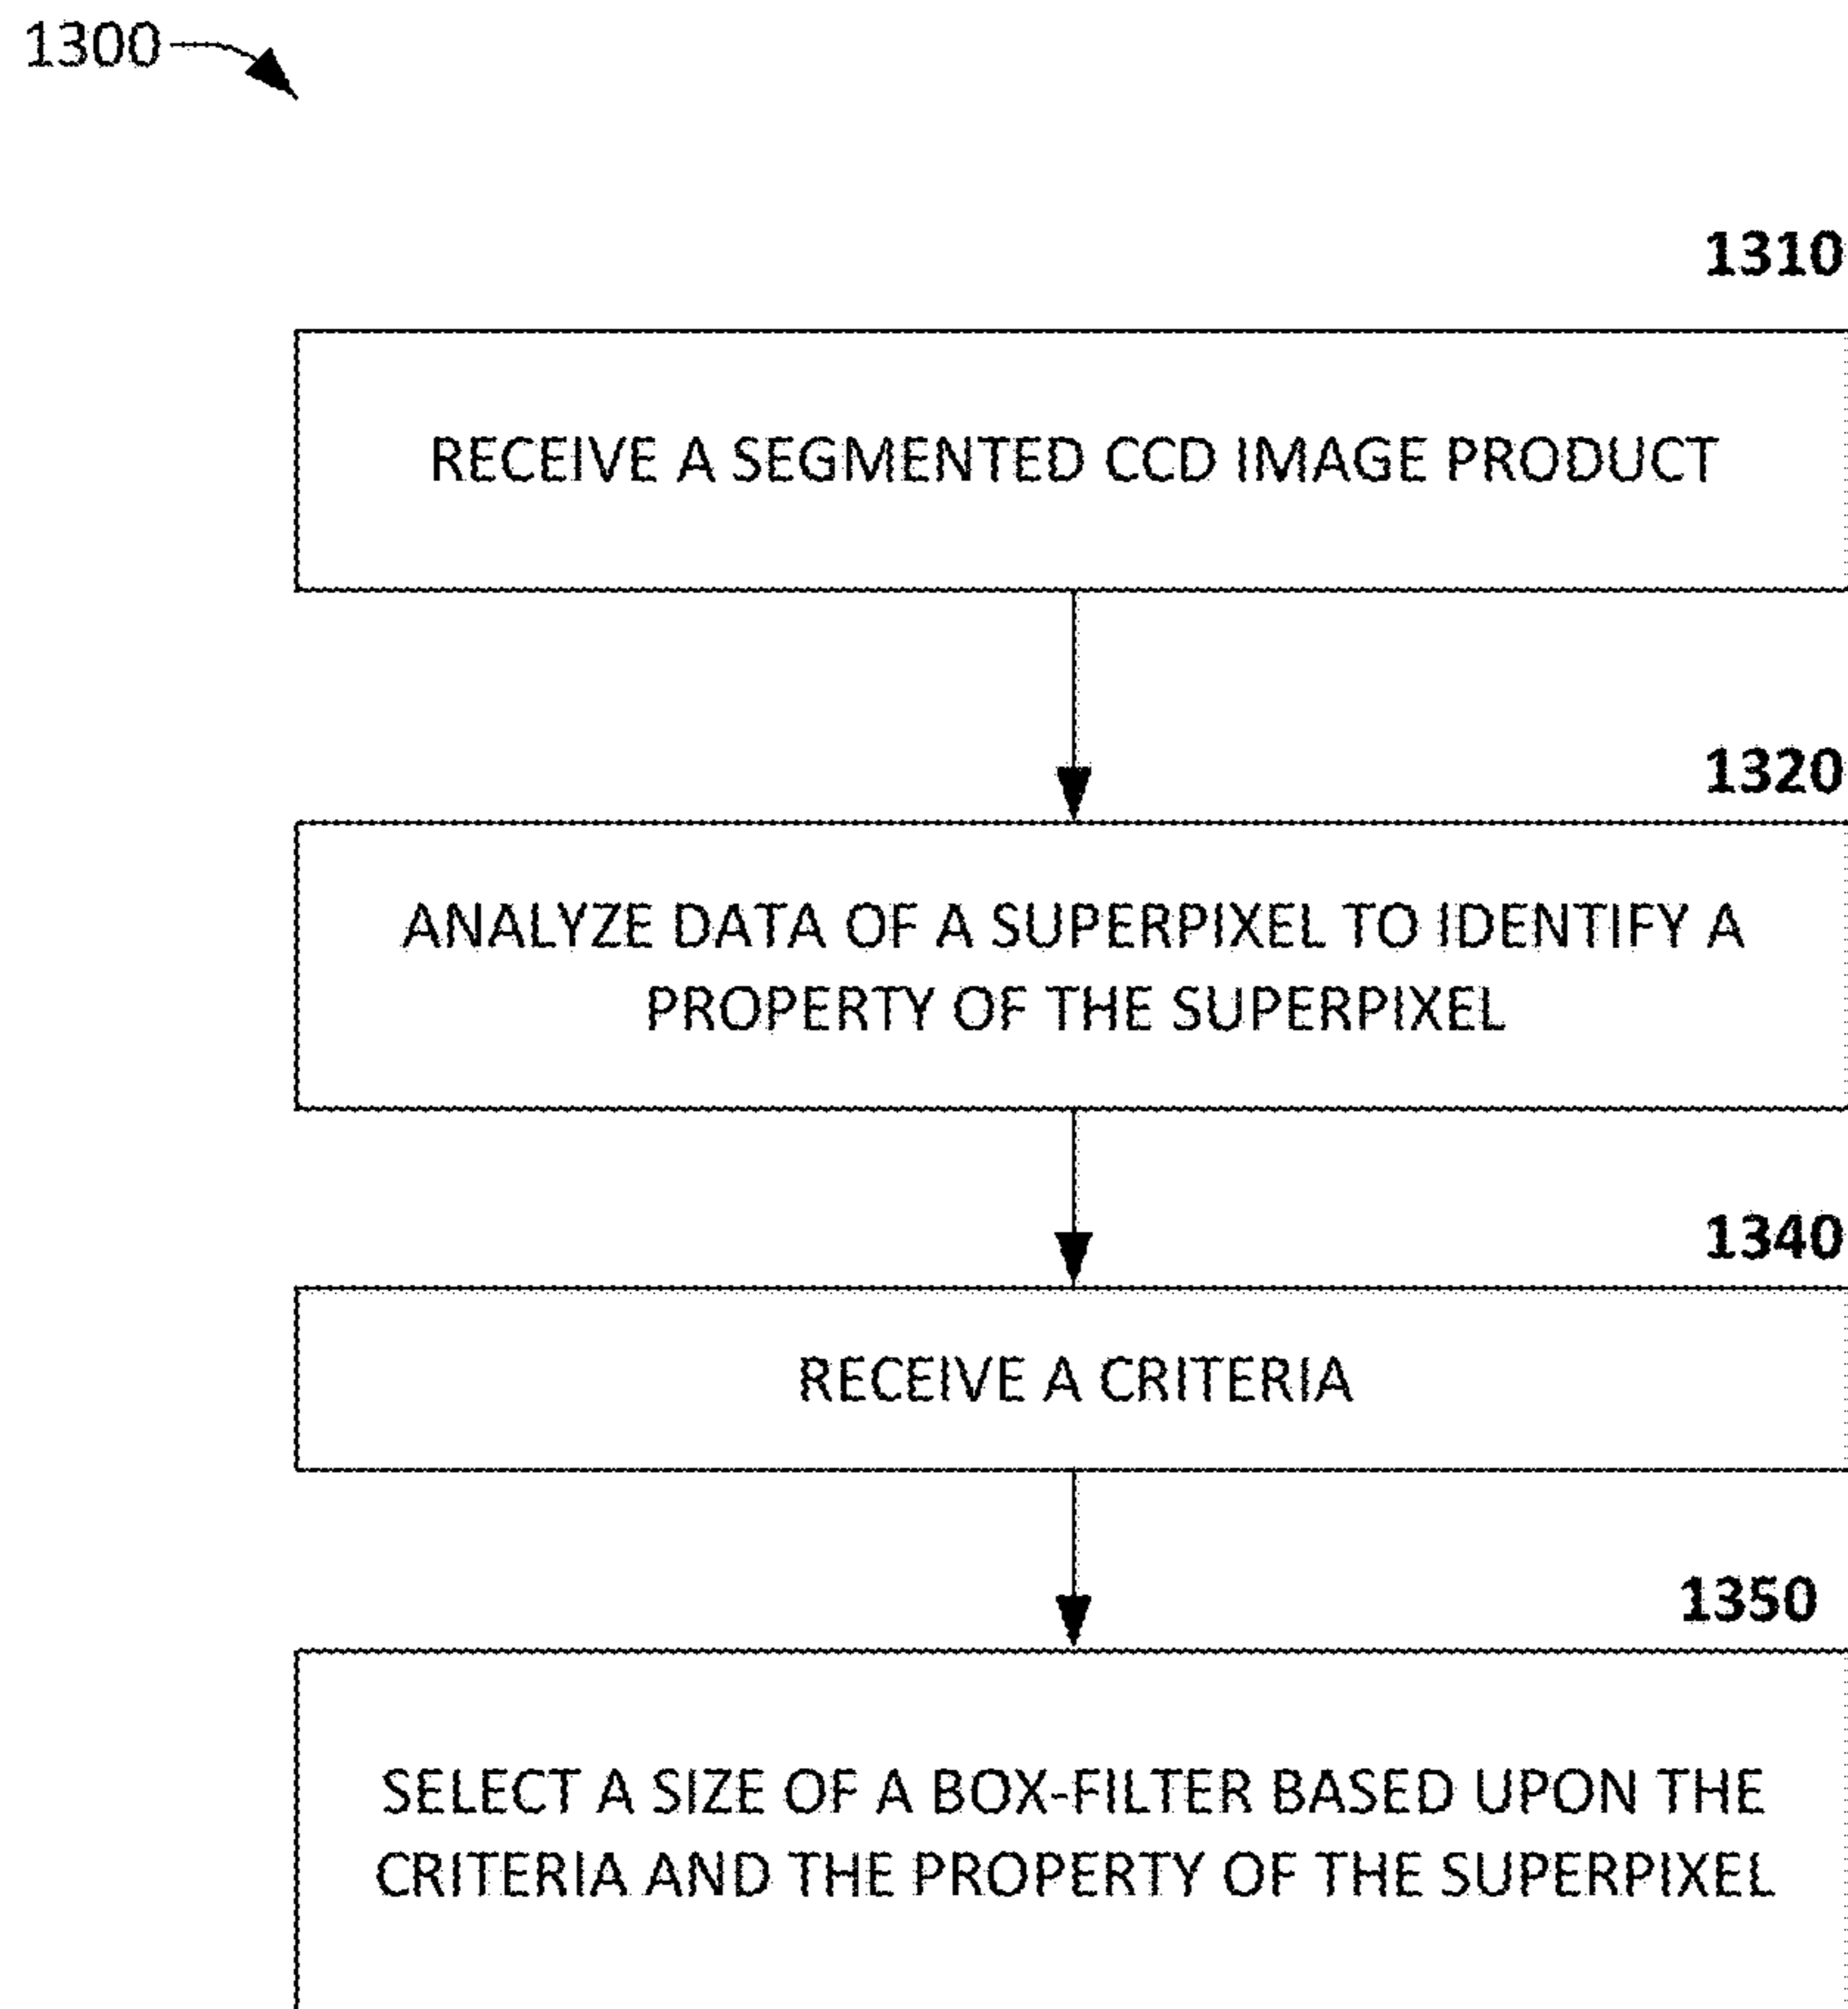 1300
1310
RECEIVE A SEGMENTED CCD IMAGE PRODUCT
1320
ANALYZE DATA OF A SUPERPIXEL TO IDENTIFY A
PROPERTY OF THE SUPERPIXEL
1340
RECEIVE A CRITERIA
1350
SELECT A SIZE OF A BOX-FILTER BASED UPON THE
CRITERIA AND THE PROPERTY OF THE SUPERPIXEL